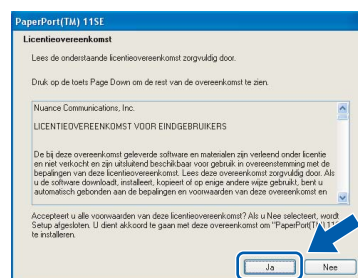 PaperPort(TM) 11SE
Licentieovereenkomst
Lees de onderstaande licentieovereenkomst zorgvuldig door.
Druk op de toets Page Down om de rest van de overeenkomst te zien.
Nuance Communications, Inc.
LICENTIEOVEREENKOMST VOOR EINDGEBRUIKERS
De bij deze overeenkomst geleverde software en materialen zijn verleend onder licentie
en niet verkocht en zijn uitsluitend beschikbaar voor gebruik in overeenstemming met de
bepalingen van deze licentieovereenkomst. Lees deze overeenkomst zorgvuldig door. Als
u de software downloadt, installeert, kopieert of op enige andere wijze gebruikt, bent u
automatisch gebonden aan de bepalingen en voorwaarden van deze overeenkomst en
Accepteert u alle voorwaarden van deze licentieovereenkomst? Als u Nee selecteert, wordt
Setup afgesloten. U dient akkoord te gaan met deze overeenkomst om "PaperPort(TM) 11
te installeren.
Ja
Nee